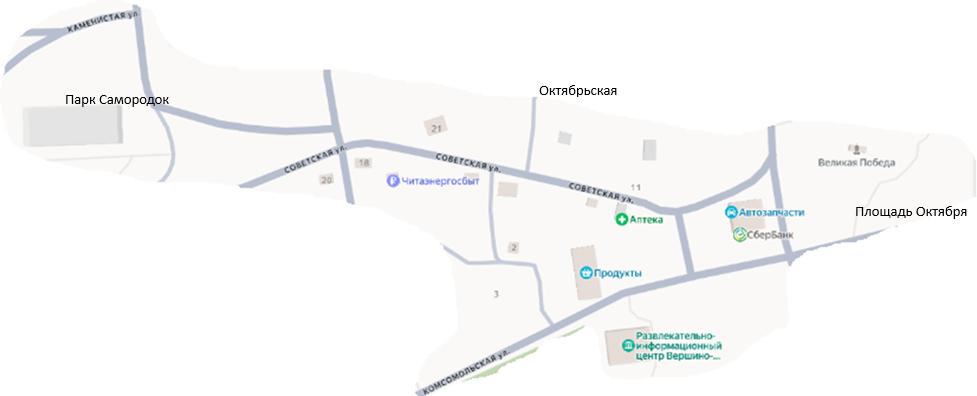 КАМЕНИСТАЯ ул.
Парк Самородок
Октябрьская
21
СОВЕТСКАЯ ул.
18
20
СОВЕТСКАЯ ул.
Читаэнергосбыт
СОВЕТСКАЯ ул.
11
Великая Победа
Аптека
Автозапчасти
Площадь Октября
СберБанк
2
Продукты
3
Развлекательно-
информационный
центр Вершино-...
КОМСОМОЛЬСКАЯ ул.